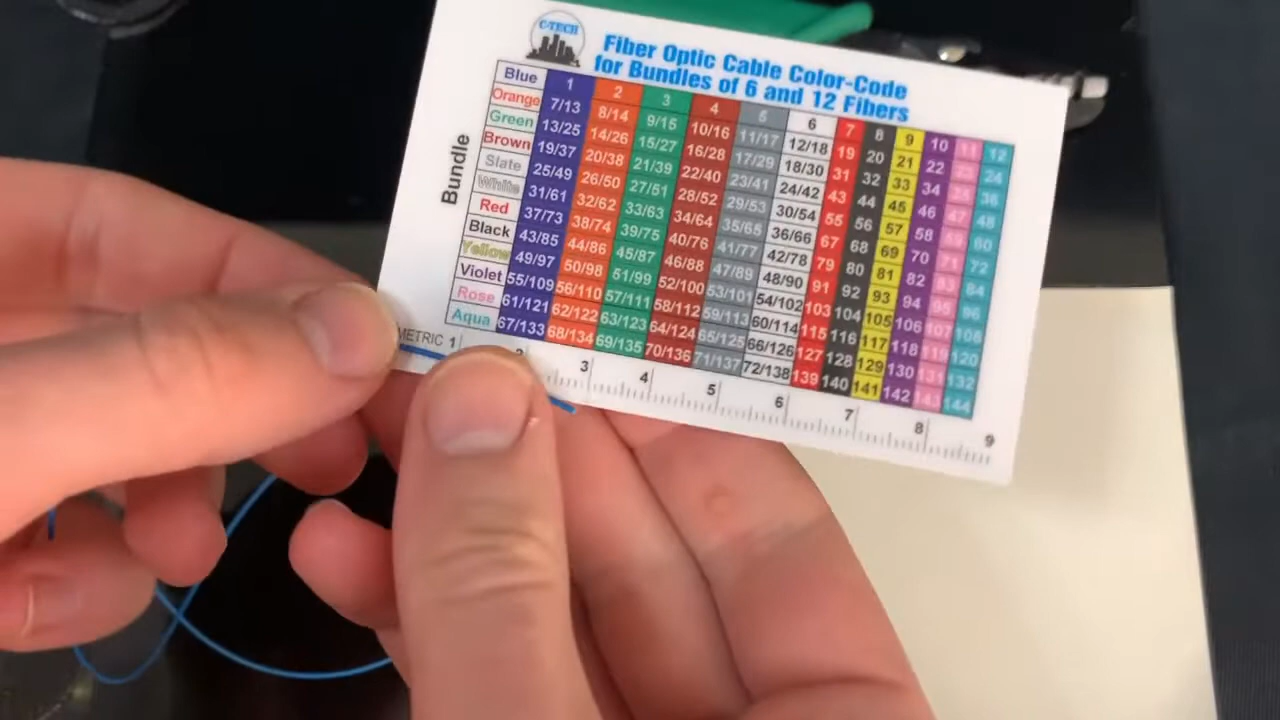 C-TECH
Fiber Optic Cable Color-Code
for Bundles of 6 and 12 Fibers
Bundle
Blue 1 2 3 4 5 6 7 8 9 10 11 12
Orange 7/13 8/14 9/15 10/16 11/17 12/18 19 20 21 22 23 24
Green 13/25 14/26 15/27 16/28 17/29 18/30 31 32 33 34 35 36
Brown 19/37 20/38 21/39 22/40 23/41 24/42 43 44 45 46 47 48
Slate 25/49 26/50 27/51 28/52 29/53 30/54 55 56 57 58 59 60
White 31/61 32/62 33/63 34/64 35/65 36/66 67 68 69 70 71 72
Red 37/73 38/74 39/75 40/76 41/77 42/78 79 80 81 82 83 84
Black 43/85 44/86 45/87 46/88 47/89 48/90 91 92 93 94 95 96
Yellow 49/97 50/98 51/99 52/100 53/101 54/102 103 104 105 106 107 108
Violet 55/109 56/110 57/111 58/112 59/113 60/114 115 116 117 118 119 120
Rose 61/121 62/122 63/123 64/124 65/125 66/126 127 128 129 130 131 132
Aqua 67/133 68/134 69/135 70/136 71/137 72/138 139 140 141 142 143 144
METRIC 1 2 3 4 5 6 7 8 9